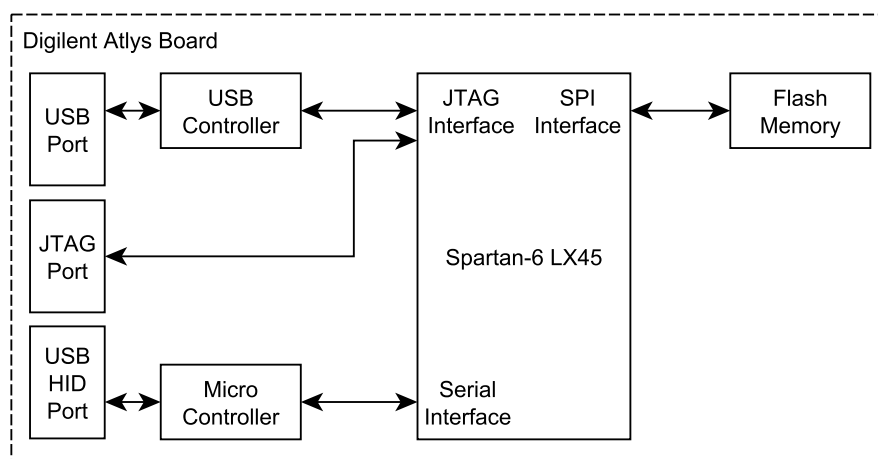 Digilent Atlys Board
USB
Port
USB
Controller
JTAG
Interface
SPI
Interface
Flash
Memory
JTAG
Port
Spartan-6 LX45
USB
HID
Port
Micro
Controller
Serial
Interface